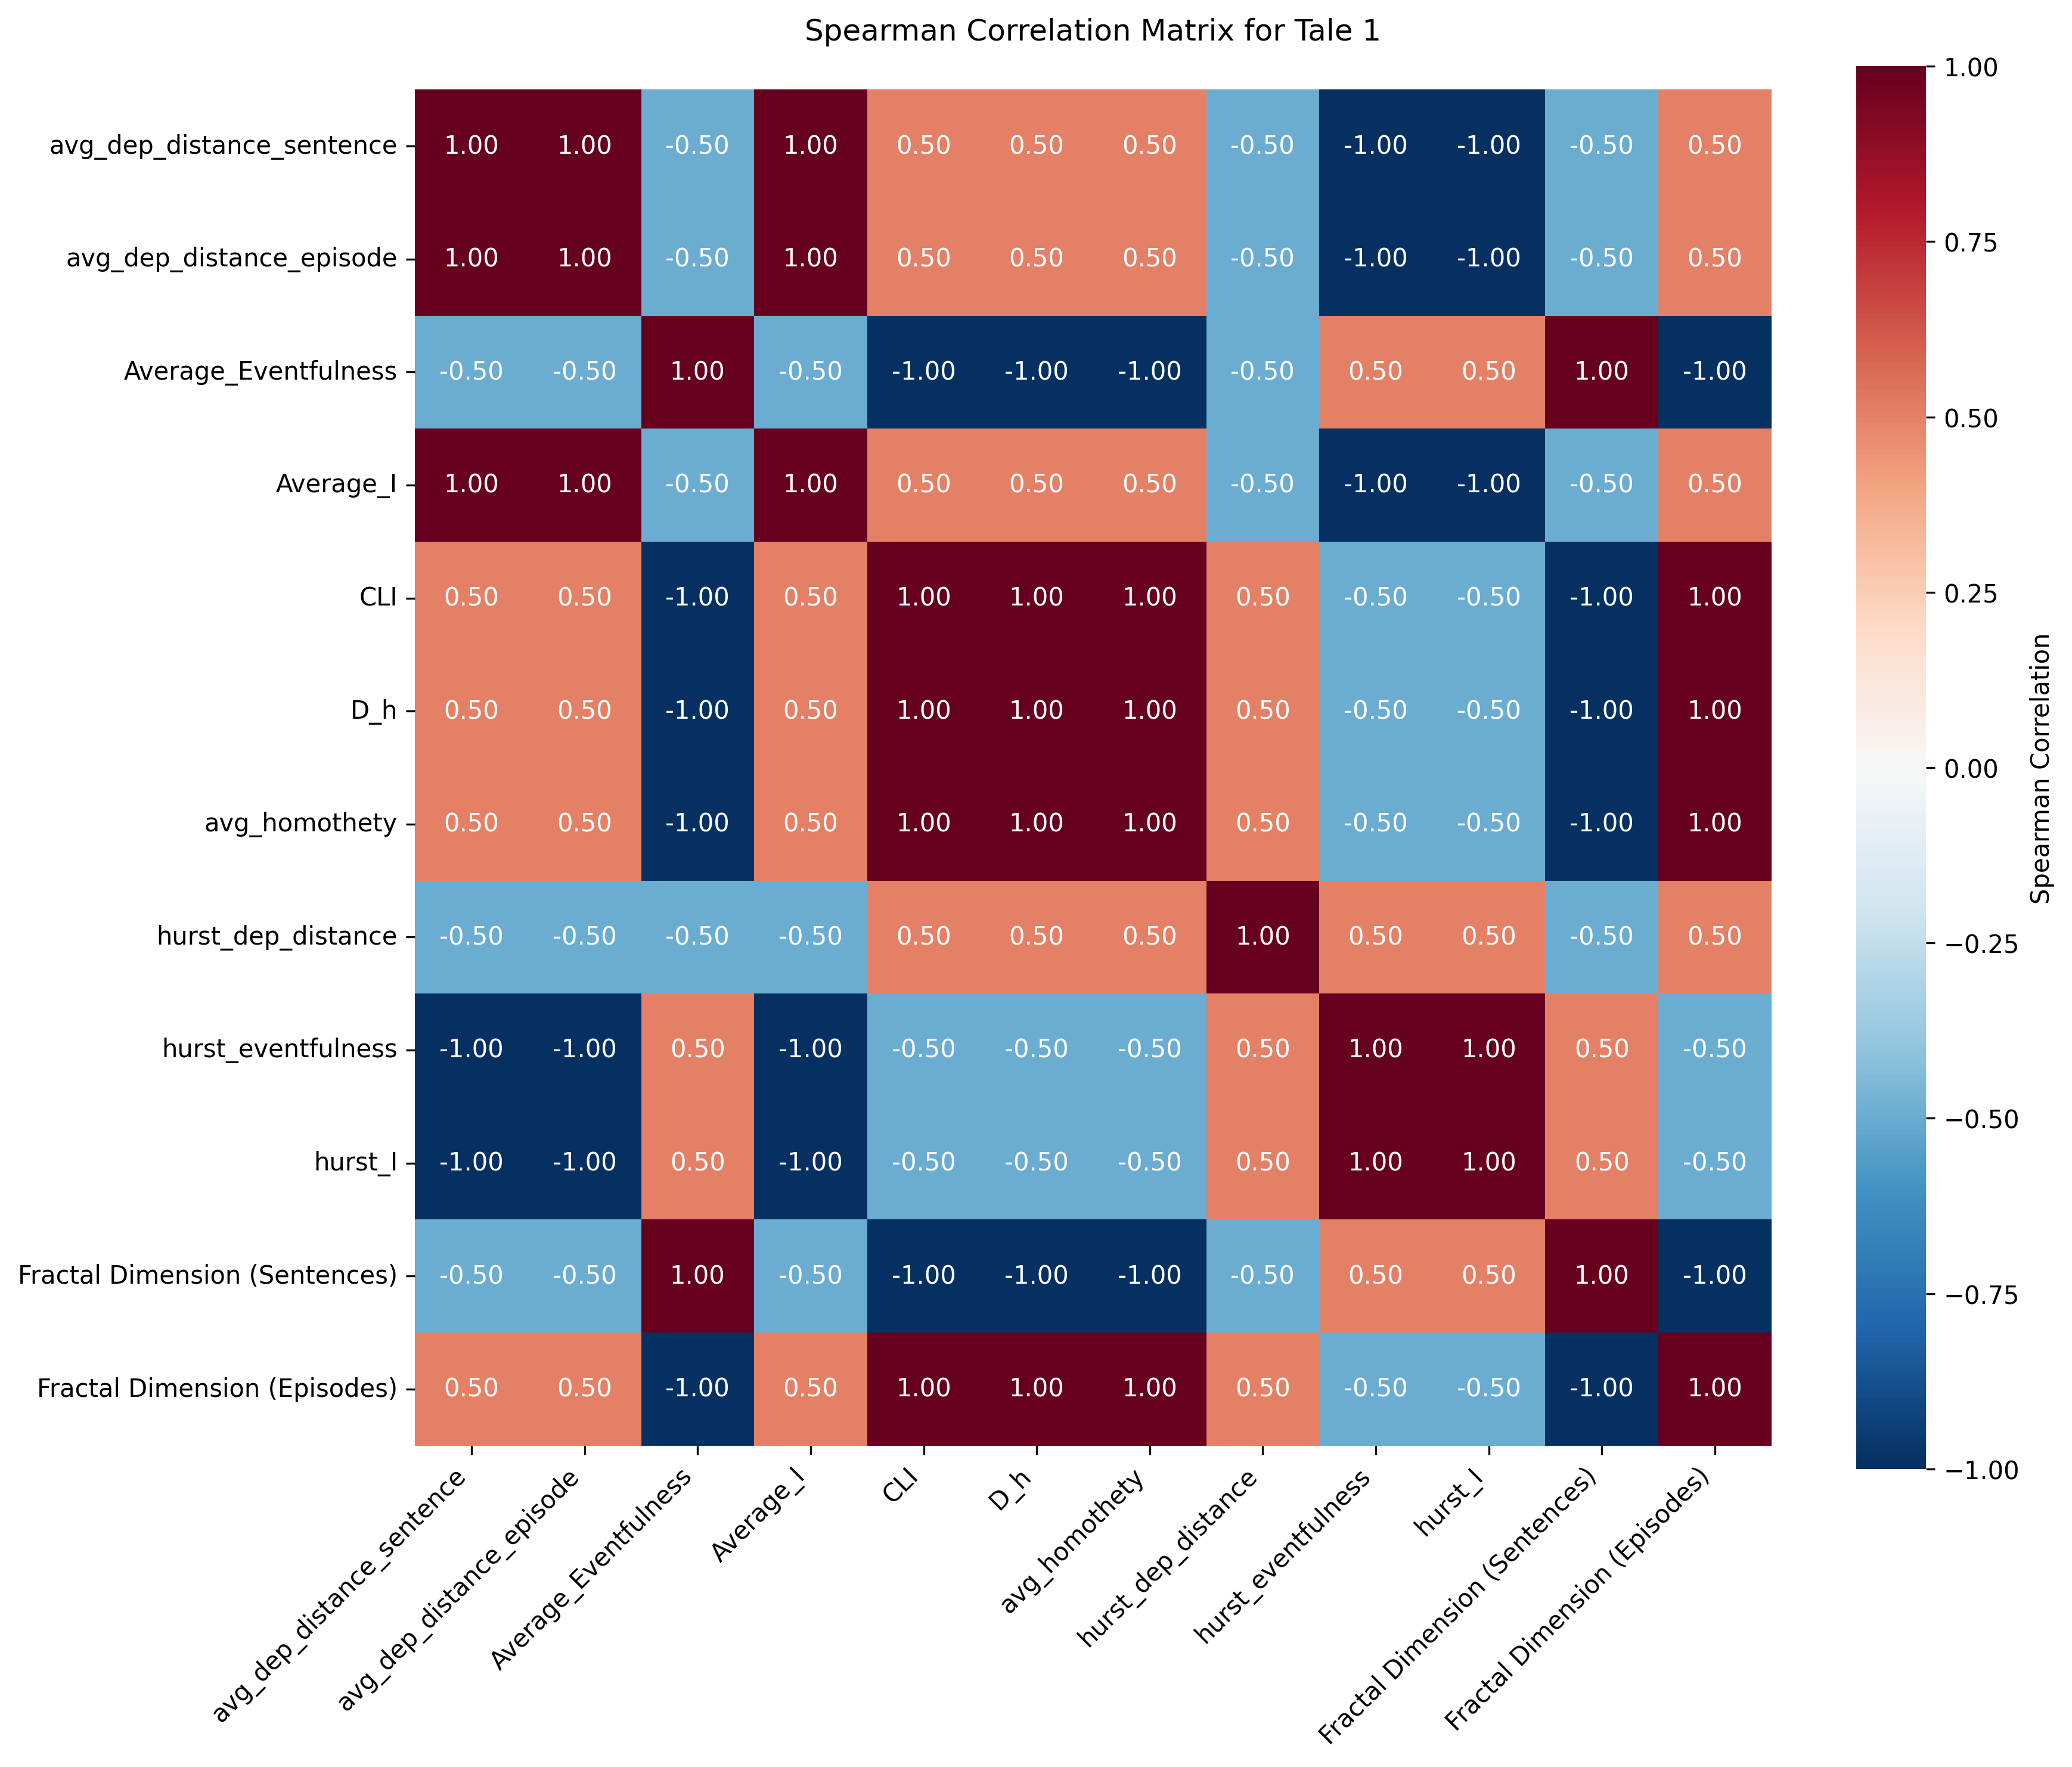 Spearman Correlation Matrix for Tale 1
avg_dep_distance_sentence 1.00 1.00 -0.50 1.00 0.50 0.50 0.50 -0.50 -1.00 -1.00 -0.50 0.50
avg_dep_distance_episode 1.00 1.00 -0.50 1.00 0.50 0.50 0.50 -0.50 -1.00 -1.00 -0.50 0.50
Average_Eventfulness -0.50 -0.50 1.00 -0.50 -1.00 -1.00 -1.00 -0.50 0.50 0.50 1.00 -1.00
Average_I 1.00 1.00 -0.50 1.00 0.50 0.50 0.50 -0.50 -1.00 -1.00 -0.50 0.50
CLI 0.50 0.50 -1.00 0.50 1.00 1.00 1.00 0.50 -0.50 -0.50 -1.00 1.00
D_h 0.50 0.50 -1.00 0.50 1.00 1.00 1.00 0.50 -0.50 -0.50 -1.00 1.00
avg_homothety 0.50 0.50 -1.00 0.50 1.00 1.00 1.00 0.50 -0.50 -0.50 -1.00 1.00
hurst_dep_distance -0.50 -0.50 -0.50 -0.50 0.50 0.50 0.50 1.00 0.50 0.50 -0.50 0.50
hurst_eventfulness -1.00 -1.00 0.50 -1.00 -0.50 -0.50 -0.50 0.50 1.00 1.00 0.50 -0.50
hurst_I -1.00 -1.00 0.50 -1.00 -0.50 -0.50 -0.50 0.50 1.00 1.00 0.50 -0.50
Fractal Dimension (Sentences) -0.50 -0.50 1.00 -0.50 -1.00 -1.00 -1.00 -0.50 0.50 0.50 1.00 -1.00
Fractal Dimension (Episodes) 0.50 0.50 -1.00 0.50 1.00 1.00 1.00 0.50 -0.50 -0.50 -1.00 1.00
avg_dep_distance_sentence
avg_dep_distance_episode
Average_Eventfulness
Average_I
CLI
D_h
avg_homothety
hurst_dep_distance
hurst_eventfulness
hurst_I
Fractal Dimension (Sentences)
Fractal Dimension (Episodes)
1.00
0.75
0.50
0.25
0.00
−0.25
−0.50
−0.75
−1.00
Spearman Correlation